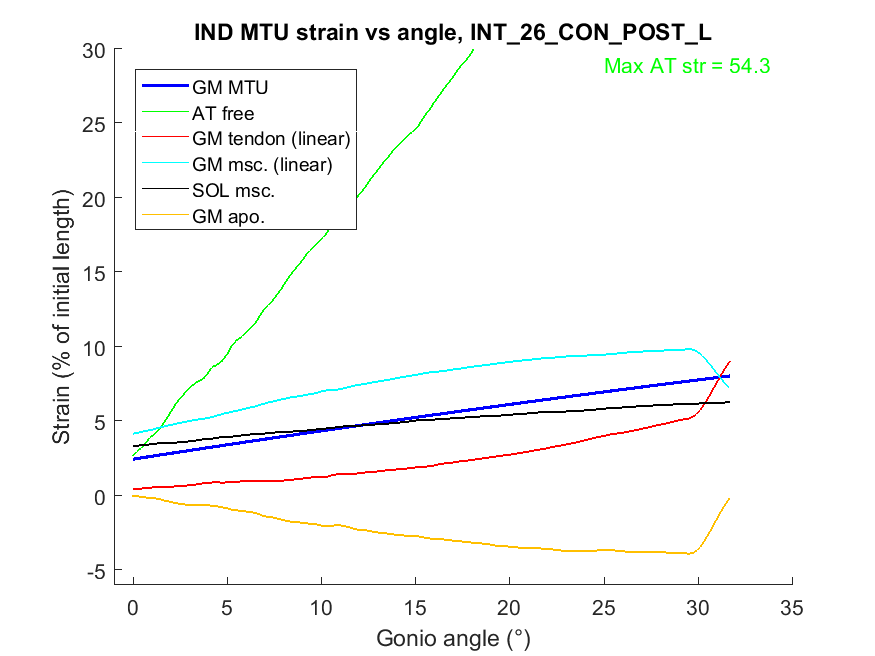 IND MTU strain vs angle, INT_26_CON_POST_L
Max AT str = 54.3
GM MTU
AT free
GM tendon (linear)
GM msc. (linear)
SOL msc.
GM apo.
Strain (% of initial length)
30
25
20
15
10
5
0
-5
0 5 10 15 20 25 30 35
Gonio angle (°)